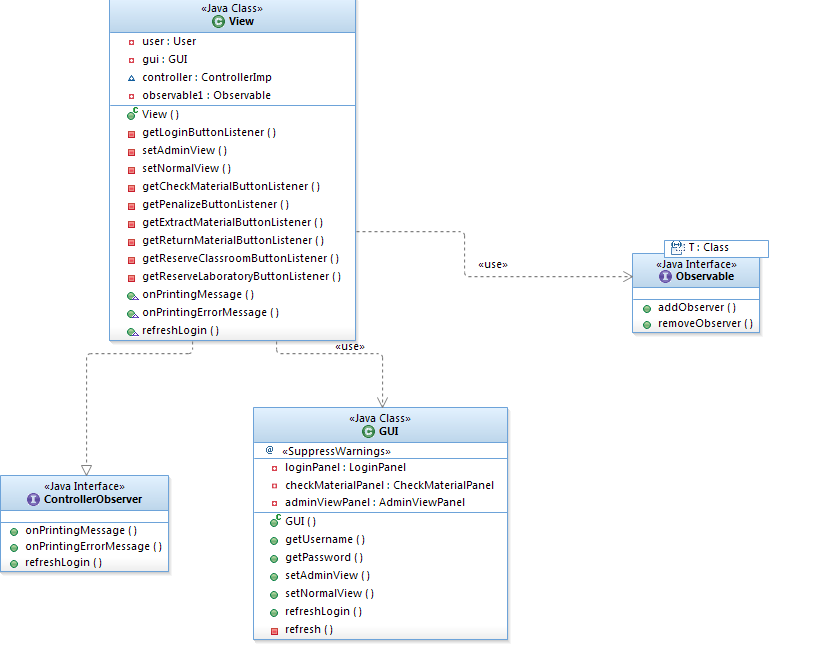 «Java Class»
View
user : User
gui : GUI
controller : ControllerImp
observable1 : Observable
View ( )
getLoginButtonListener ( )
setAdminView ( )
setNormalView ( )
getCheckMaterialButtonListener ( )
getPenalizeButtonListener ( )
getExtractMaterialButtonListener ( )
getReturnMaterialButtonListener ( )
getReserveClassroomButtonListener ( )
getReserveLaboratoryButtonListener ( )
onPrintingMessage ( )
onPrintingErrorMessage ( )
refreshLogin ( )
«use»
T : Class
«Java Interface»
Observable
addObserver ( )
removeObserver ( )
«use»
«Java Class»
GUI
«SuppressWarnings»
loginPanel : LoginPanel
checkMaterialPanel : CheckMaterialPanel
adminViewPanel : AdminViewPanel
GUI ( )
getUsername ( )
getPassword ( )
setAdminView ( )
setNormalView ( )
refreshLogin ( )
refresh ( )
«Java Interface»
ControllerObserver
onPrintingMessage ( )
onPrintingErrorMessage ( )
refreshLogin ( )